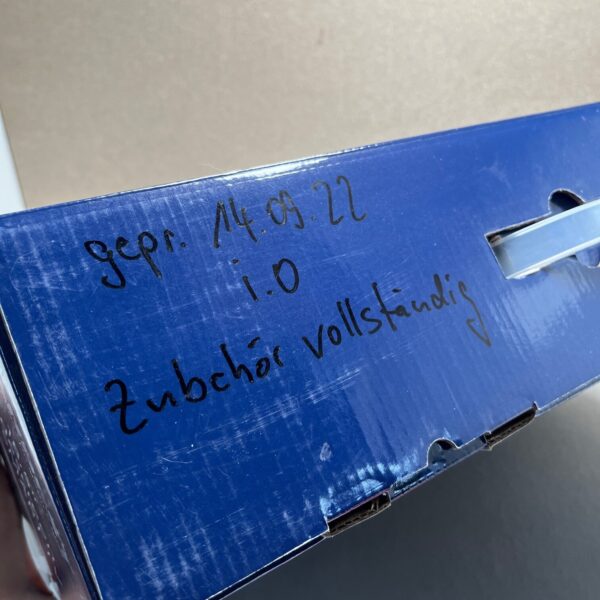 gepr. 14.09.22
i.O
Zubehör vollständig